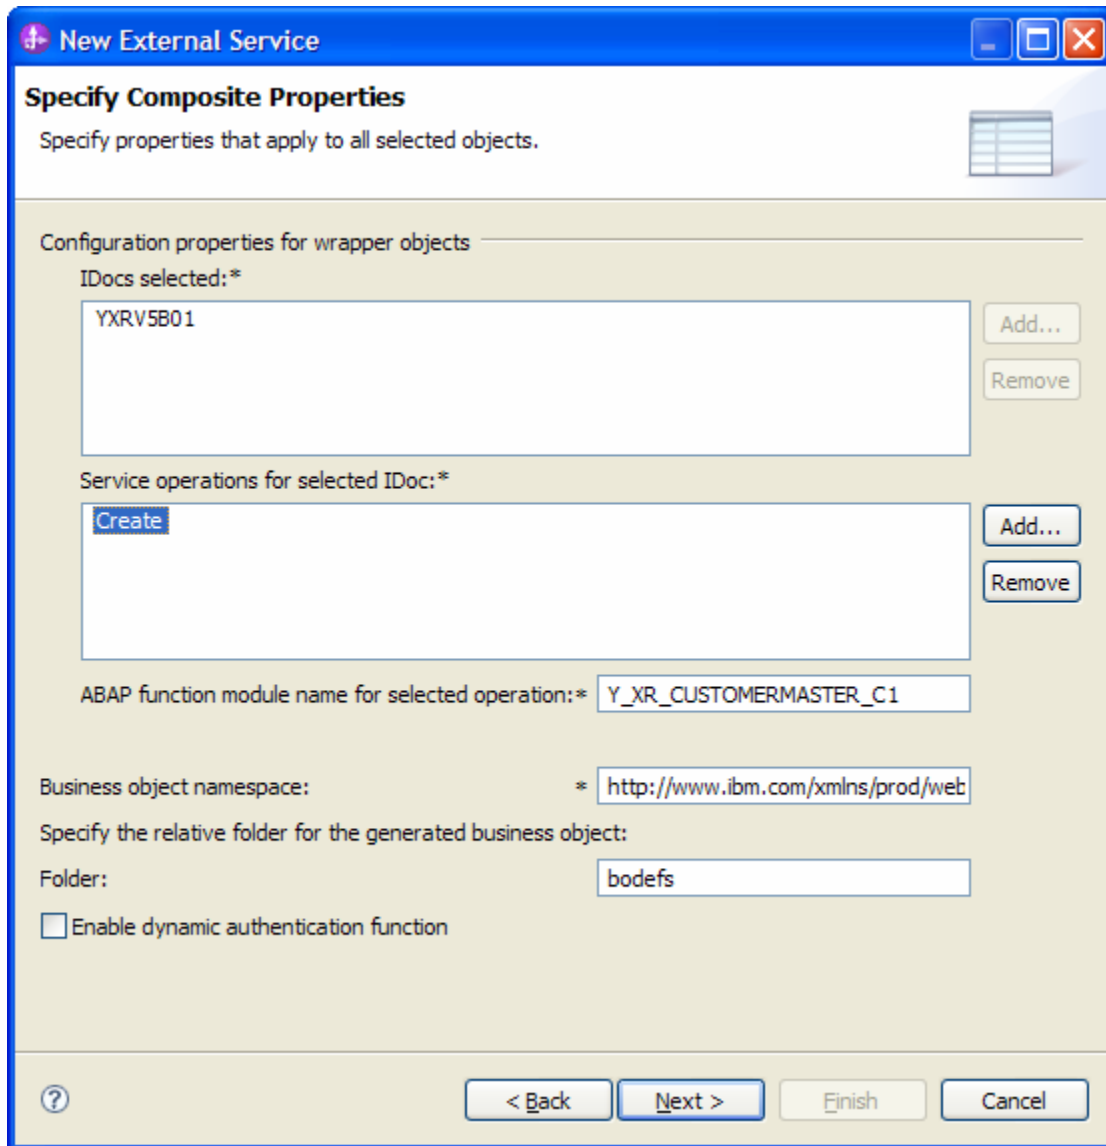 New External Service
Specify Composite Properties
Specify properties that apply to all selected objects.
Configuration properties for wrapper objects
IDocs selected:*
YXRV5B01
Add...
Remove
Service operations for selected IDoc:*
Create
Add...
Remove
ABAP function module name for selected operation:* Y_XR_CUSTOMERMASTER_C1
Business object namespace: * http://www.ibm.com/xmlns/prod/web
Specify the relative folder for the generated business object:
Folder: bodefs
Enable dynamic authentication function
? < Back Next > Finish Cancel